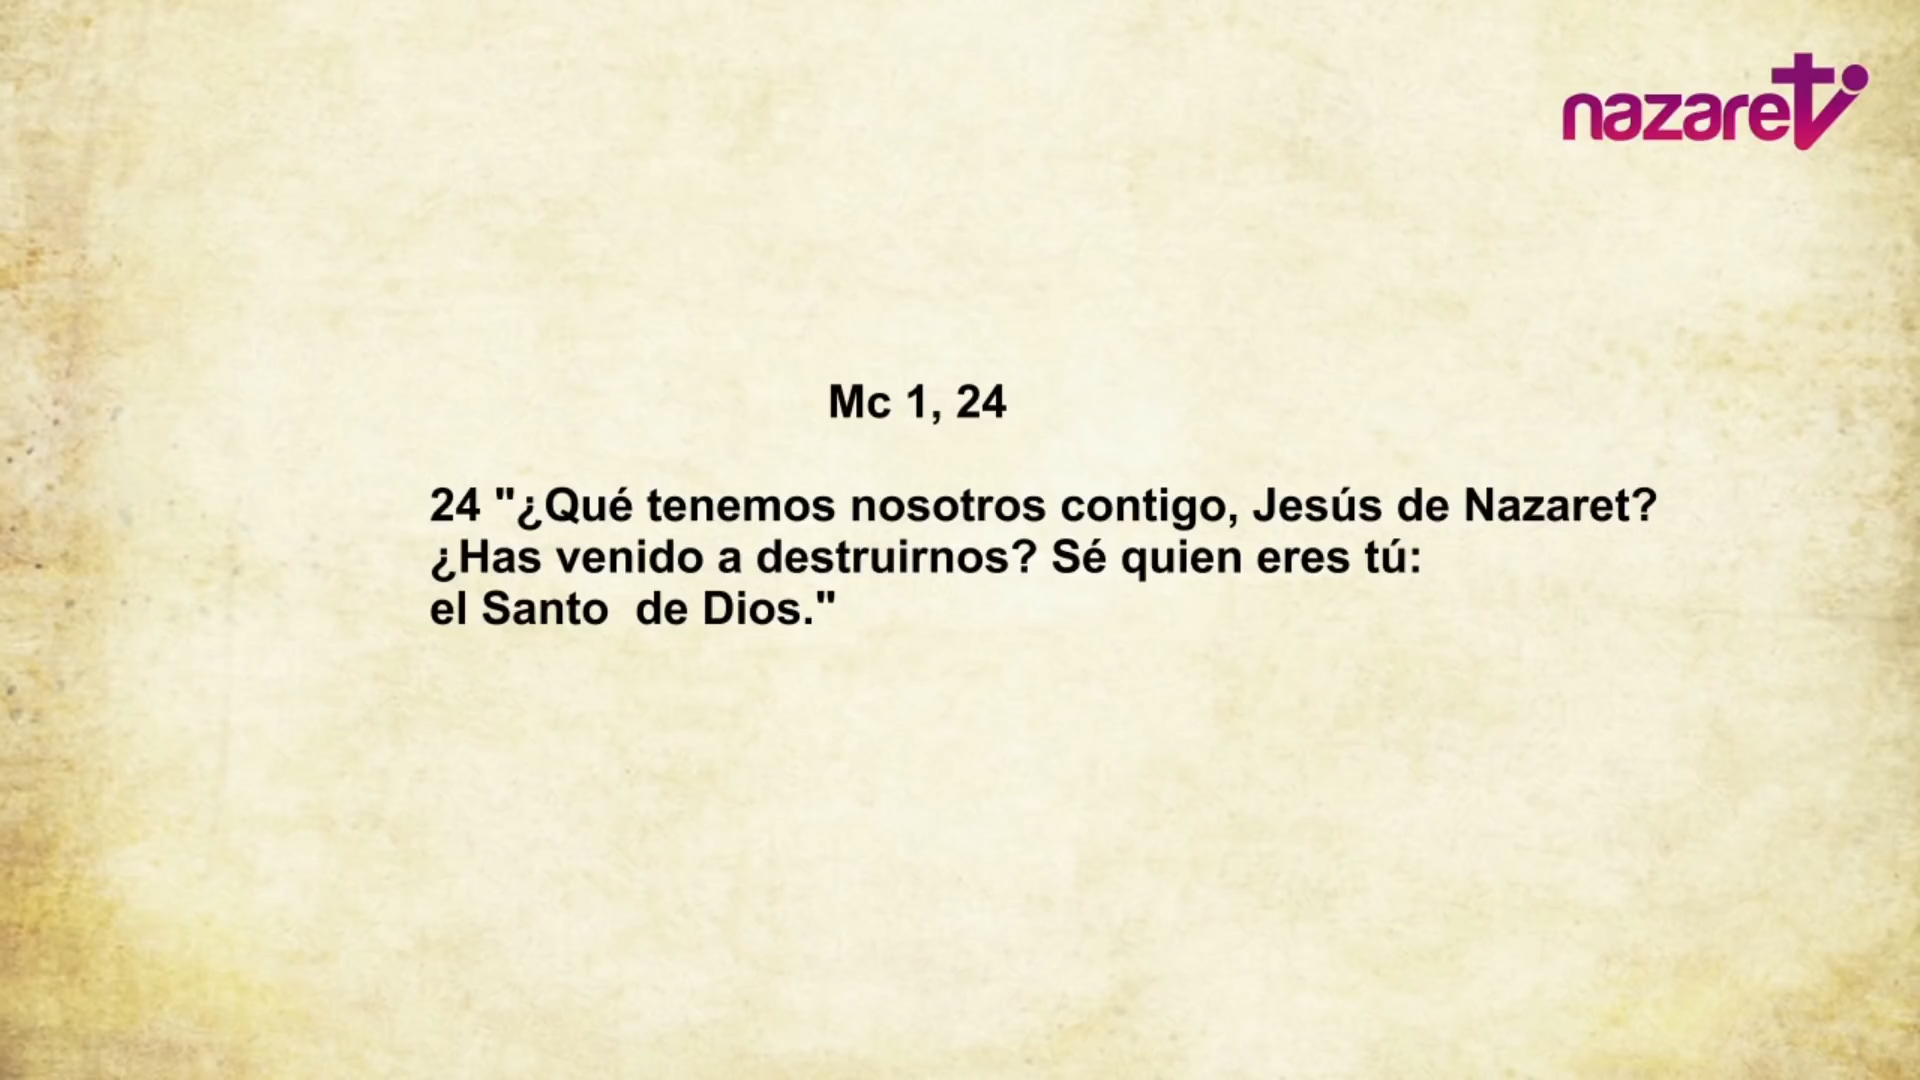 nazaretv
Mc 1, 24
24 "¿Qué tenemos nosotros contigo, Jesús de Nazaret?
¿Has venido a destruirnos? Sé quien eres tú:
el Santo  de Dios."